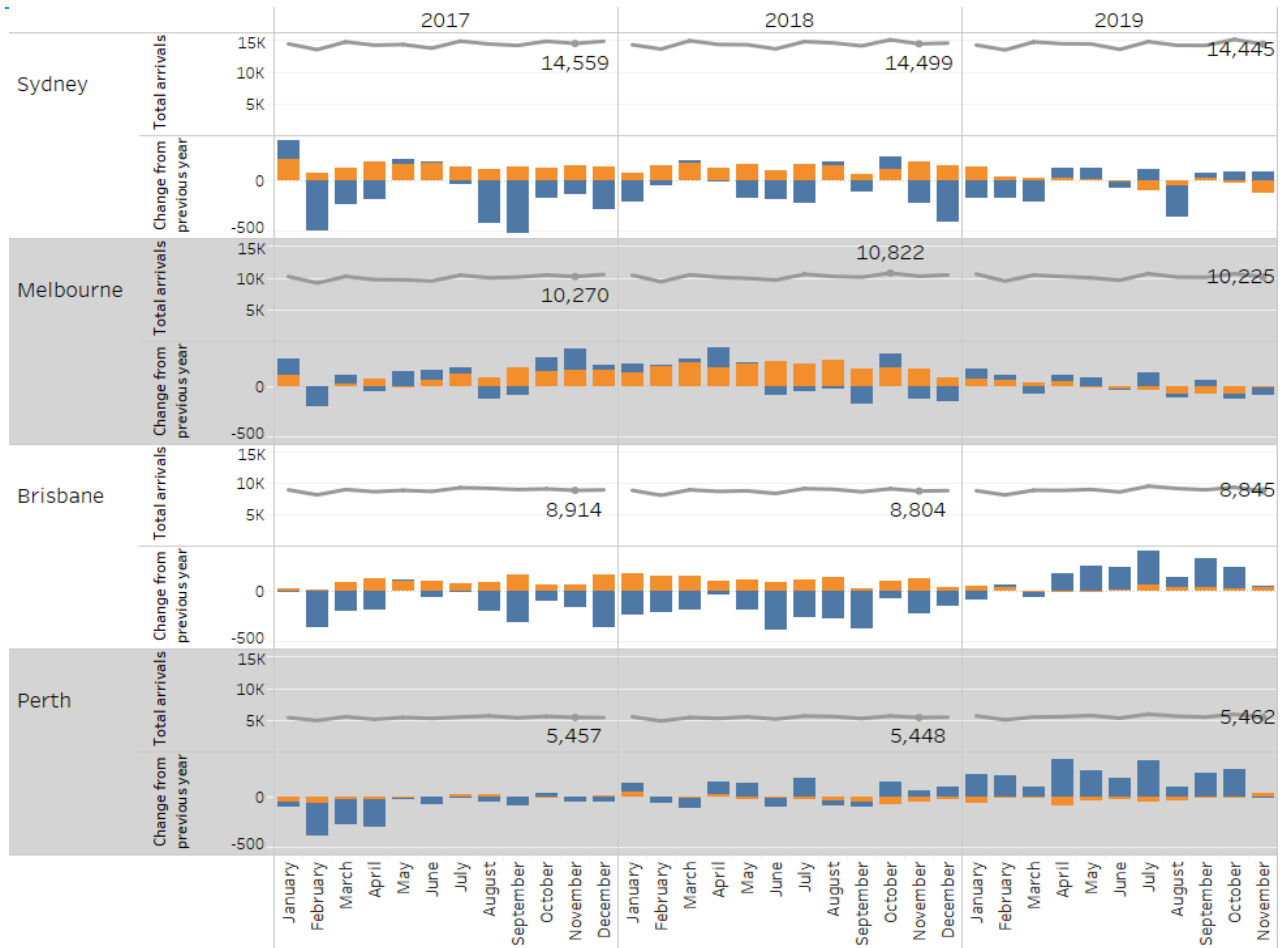 2017 2018 2019
Sydney
Total arrivals
15K
10K
5K
14,559 14,499 14,445
Change from
previous year
0
-500
Melbourne
Total arrivals
15K
10K
5K
10,270 10,822 10,225
Change from
previous year
0
-500
Brisbane
Total arrivals
15K
10K
5K
8,914 8,804 8,845
Change from
previous year
0
-500
Perth
Total arrivals
15K
10K
5K
5,457 5,448 5,462
Change from
previous year
0
-500
January February March April May June July August September October November December January February March April May June July August September October November December January February March April May June July August September October November